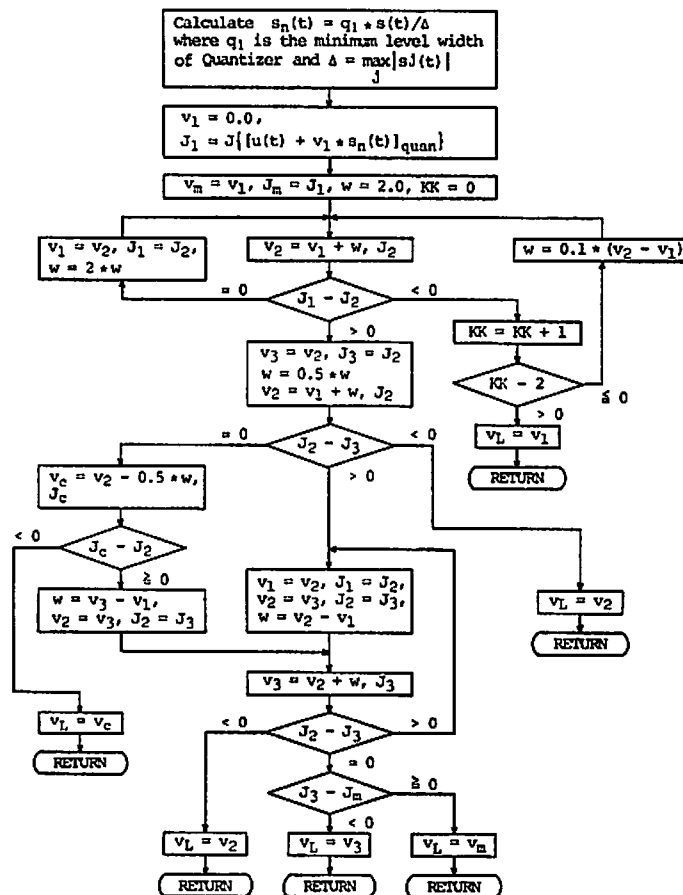 Calculate s_n(t) = q_1 * s(t)/Δ
where q_1 is the minimum level width
of Quantizer and Δ = max|sJ(t)|
j
v_1 = 0.0,
J_1 = J{[u(t) + v_1 * s_n(t)]_quan}
v_m = v_1, J_m = J_1, w = 2.0, KK = 0
v_1 = v_2, J_1 = J_2,
w = 2 * w
v_2 = v_1 + w, J_2
w = 0.1 * (v_2 - v_1)
= 0
J_1 - J_2
< 0
> 0
KK = KK + 1
v_3 = v_2, J_3 = J_2
w = 0.5 * w
v_2 = v_1 + w, J_2
KK - 2
≦ 0
> 0
v_L = v_1
RETURN
= 0
J_2 - J_3
< 0
> 0
v_c = v_2 - 0.5 * w,
J_c
< 0
J_c - J_2
≧ 0
w = v_3 - v_1,
v_2 = v_3, J_2 = J_3
v_1 = v_2, J_1 = J_2,
v_2 = v_3, J_2 = J_3,
w = v_2 - v_1
v_L = v_2
RETURN
v_3 = v_2 + w, J_3
v_L = v_c
RETURN
< 0
J_2 - J_3
> 0
= 0
J_3 - J_m
≧ 0
< 0
v_L = v_2
v_L = v_3
v_L = v_m
RETURN
RETURN
RETURN